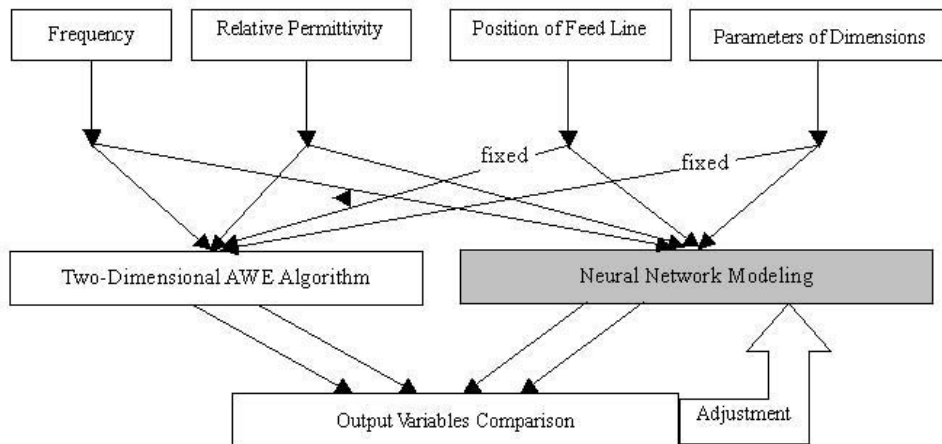 Frequency
Relative Permittivity
Position of Feed Line
Parameters of Dimensions
fixed
fixed
Two-Dimensional AWE Algorithm
Neural Network Modeling
Output Variables Comparison
Adjustment